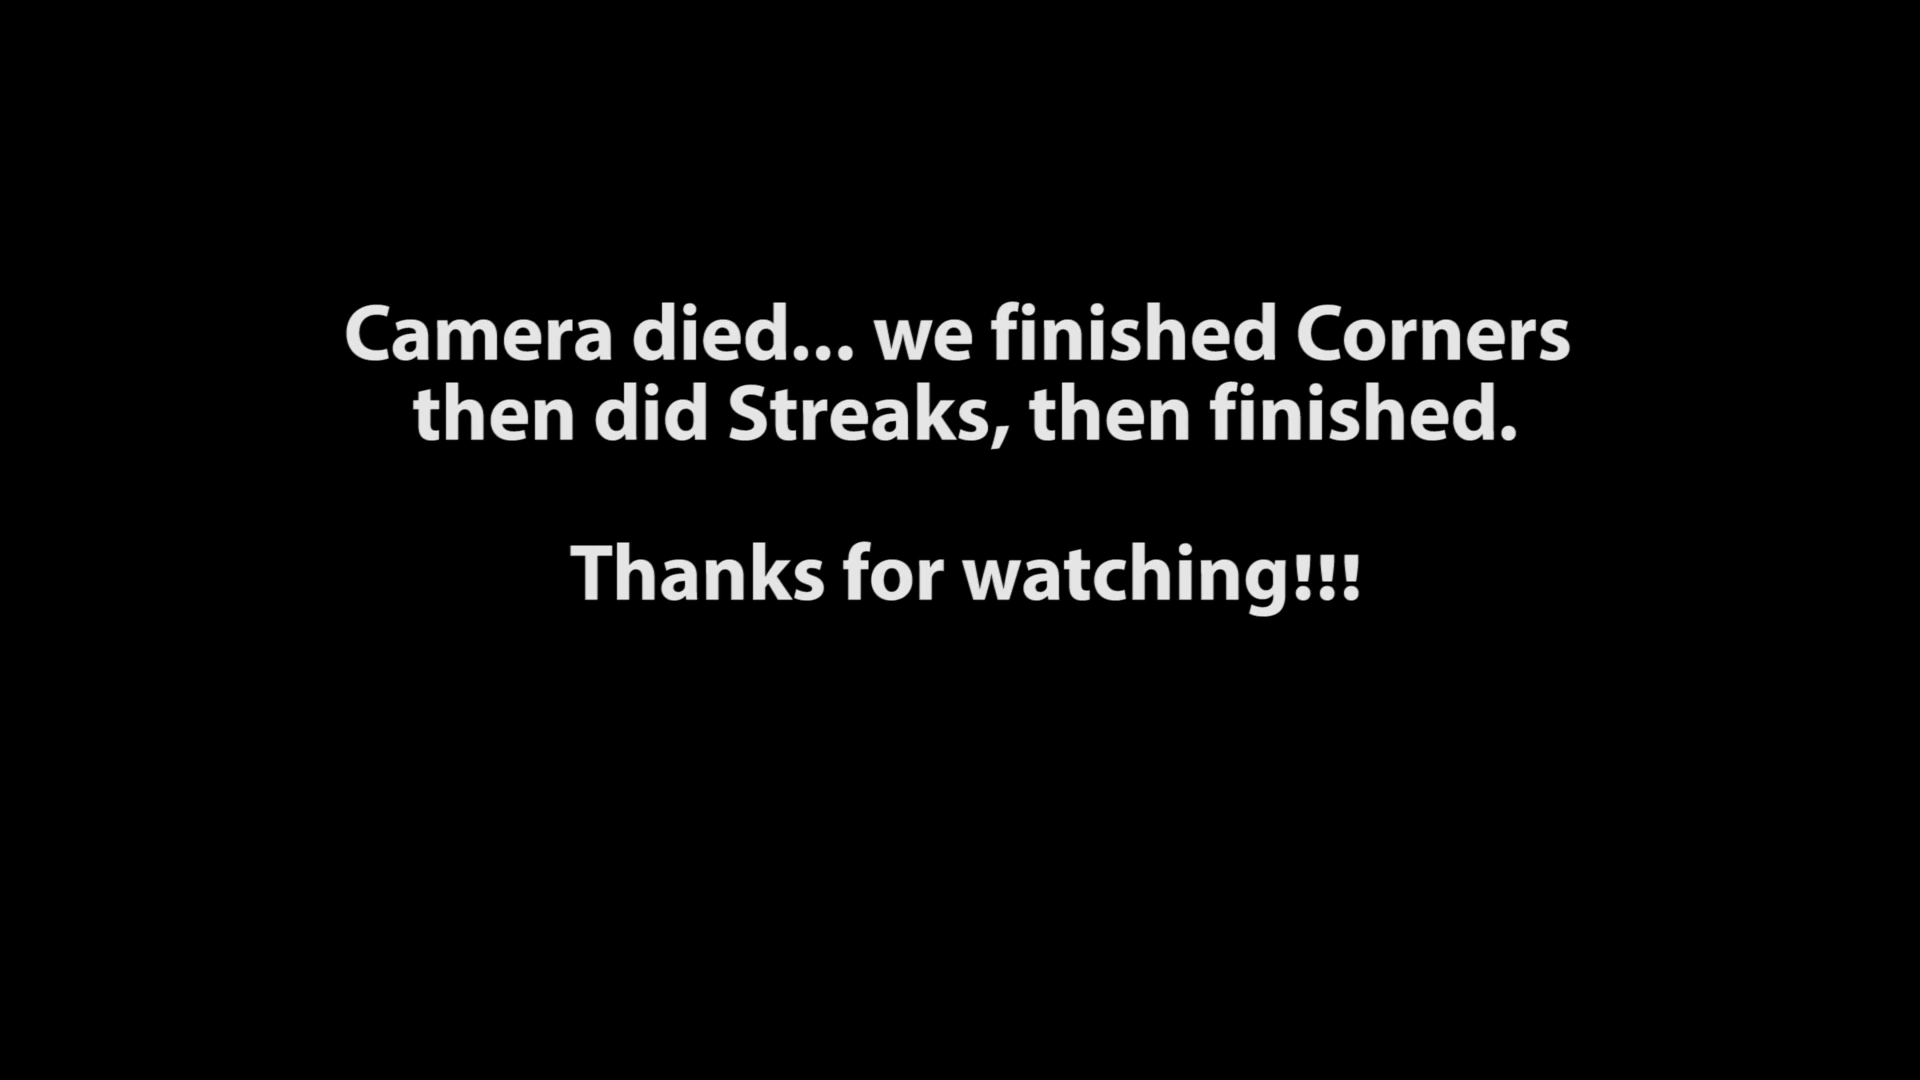 Camera died... we finished Corners
then did Streaks, then finished.
Thanks for watching!!!